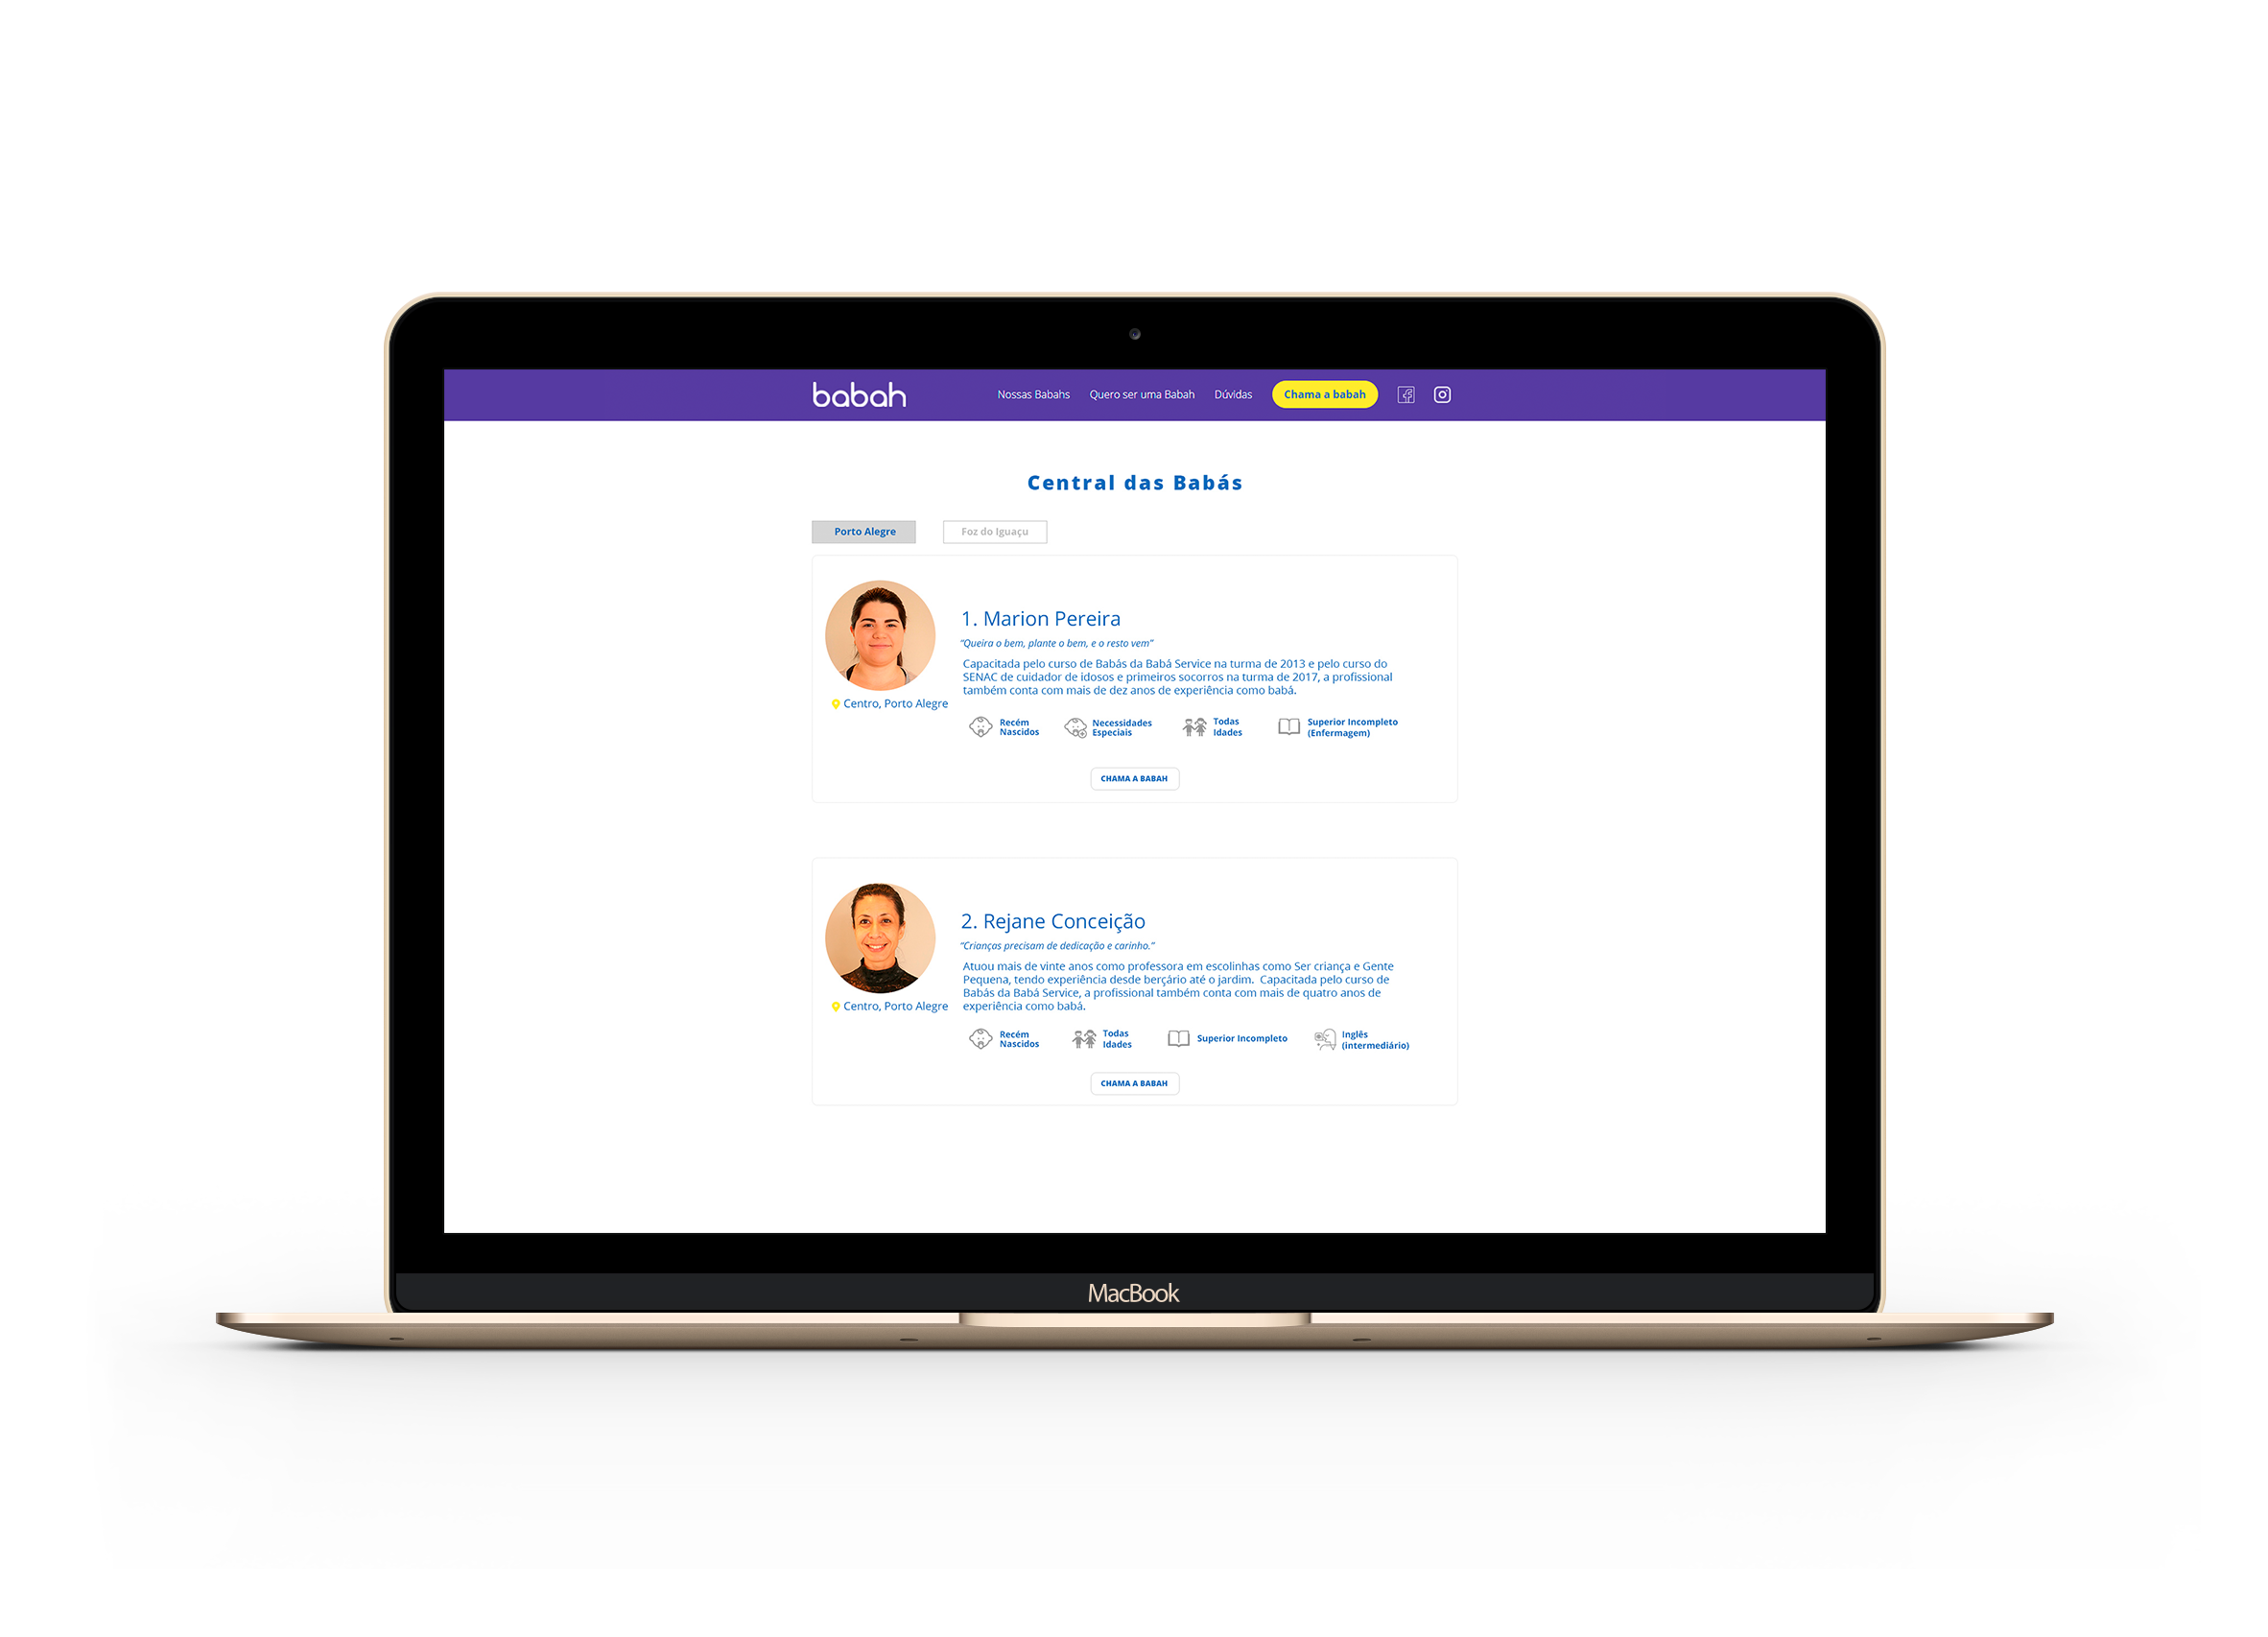 babah
Nossas Babahs
Quero ser uma Babah
Dúvidas
Chama a babah
Central das Babás
Porto Alegre
Foz do Iguaçu
1. Marion Pereira
“Queira o bem, plante o bem, e o resto vem”
Capacitada pelo curso de Babás da Babá Service na turma de 2013 e pelo curso do
SENAC de cuidador de idosos e primeiros socorros na turma de 2017, a profissional
também conta com mais de dez anos de experiência como babá.
Centro, Porto Alegre
Recém
Nascidos
Necessidades
Especiais
Todas
Idades
Superior Incompleto
(Enfermagem)
CHAMA A BABAH
2. Rejane Conceição
“Crianças precisam de dedicação e carinho.”
Atuou mais de vinte anos como professora em escolinhas como Ser criança e Gente
Pequena, tendo experiência desde berçário até o jardim. Capacitada pelo curso de
Babás da Babá Service, a profissional também conta com mais de quatro anos de
experiência como babá.
Centro, Porto Alegre
Recém
Nascidos
Todas
Idades
Superior Incompleto
Inglês
(intermediário)
CHAMA A BABAH
MacBook